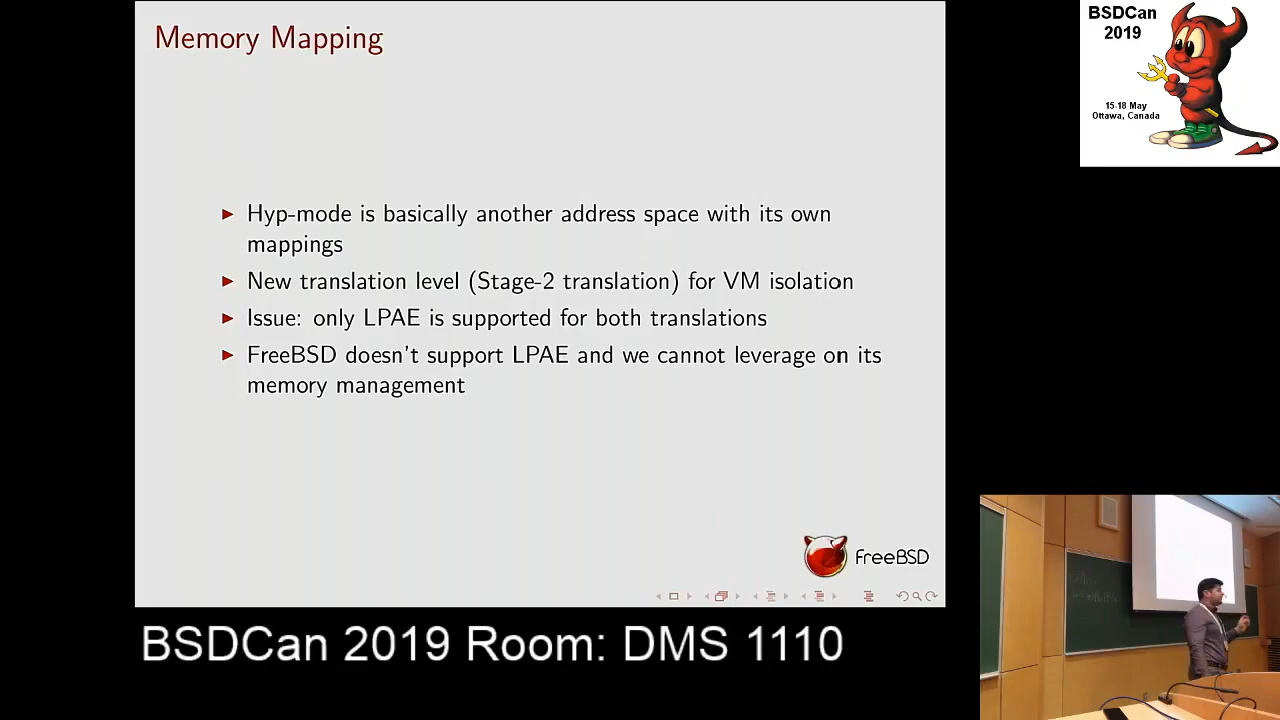 Memory Mapping
BSDCan
2019
15-18 May
Ottawa, Canada
Hyp-mode is basically another address space with its own
mappings
New translation level (Stage-2 translation) for VM isolation
Issue: only LPAE is supported for both translations
FreeBSD doesn't support LPAE and we cannot leverage on its
memory management
FreeBSD
BSDCan 2019 Room: DMS 1110